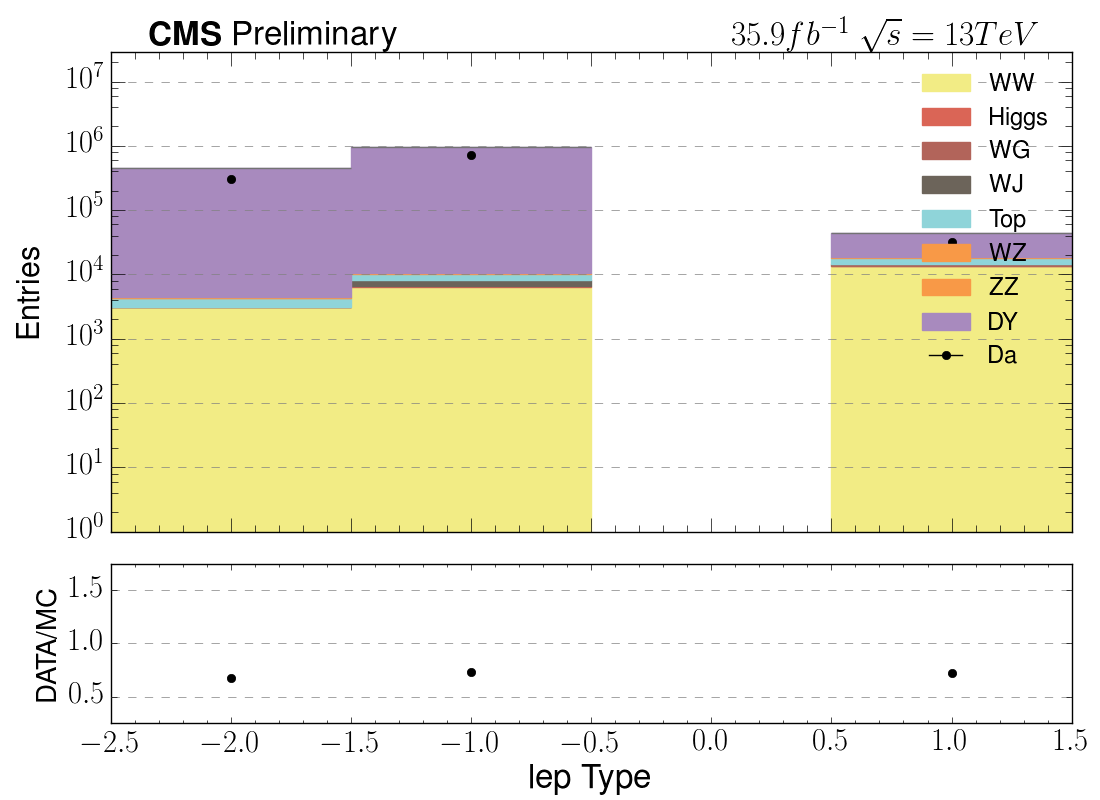 CMS Preliminary
35.9fb⁻¹ √s = 13TeV
Entries
10⁷
10⁶
10⁵
10⁴
10³
10²
10¹
10⁰
WW
Higgs
WG
WJ
Top
WZ
ZZ
DY
Da
DATA/MC
1.5
1.0
0.5
−2.5 −2.0 −1.5 −1.0 −0.5 0.0 0.5 1.0 1.5
lep Type